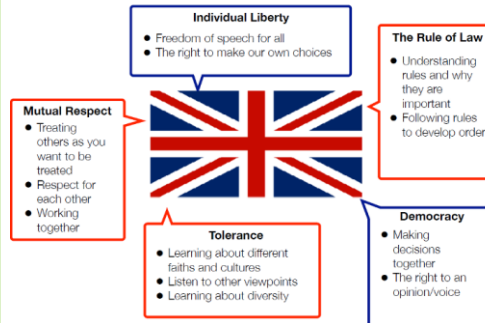 Individual Liberty
● Freedom of speech for all
● The right to make our own choices
The Rule of Law
● Understanding
rules and why
they are
important
● Following rules
to develop order
Mutual Respect
● Treating
others as you
want to be
treated
● Respect for
each other
● Working
together
Tolerance
● Learning about different
faiths and cultures
● Listen to other viewpoints
● Learning about diversity
Democracy
● Making
decisions
together
● The right to an
opinion/voice